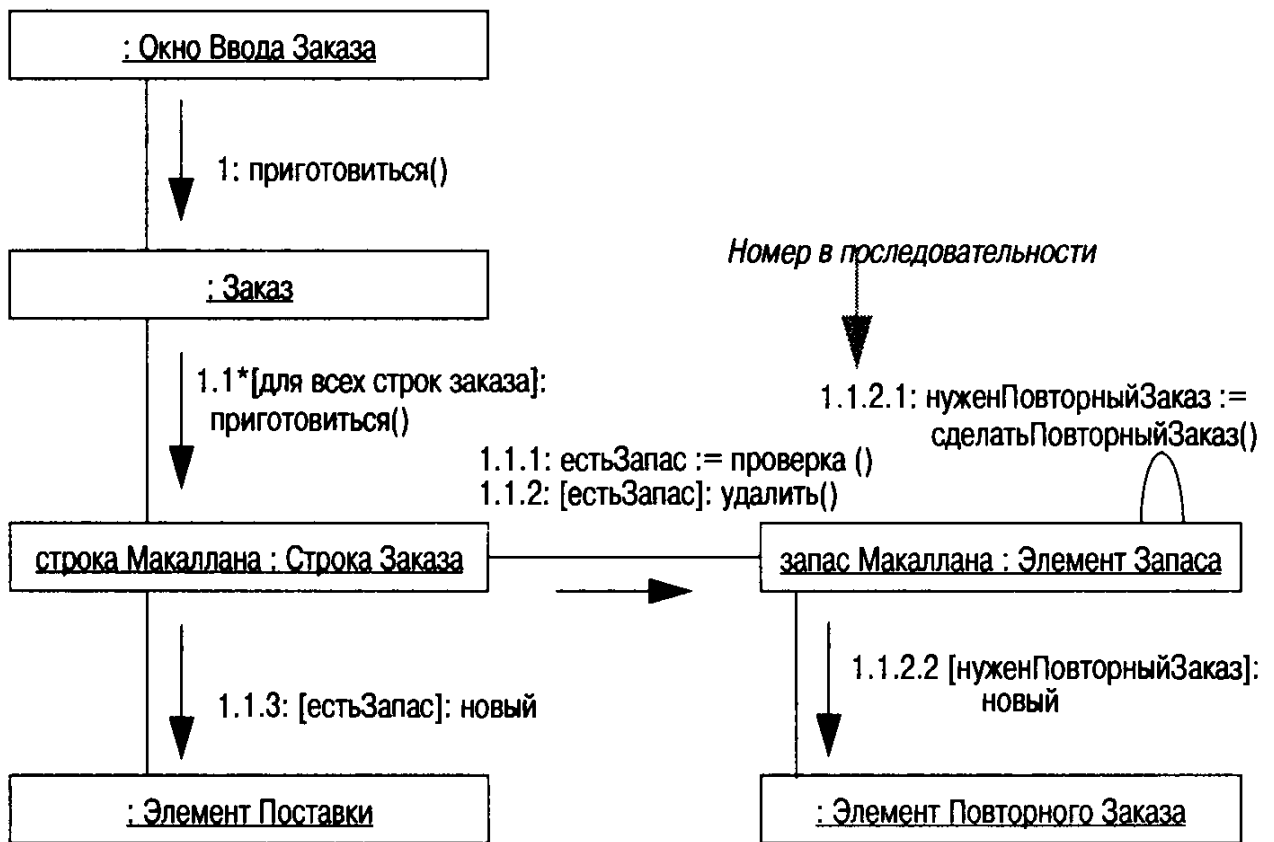 : Окно Ввода Заказа
1: приготовиться()
Номер в последовательности
: Заказ
1.1*[для всех строк заказа]:
приготовиться()
1.1.2.1: нуженПовторныйЗаказ :=
сделатьПовторныйЗаказ()
1.1.1: естьЗапас := проверка ()
1.1.2: [естьЗапас]: удалить()
строка Макаллана : Строка Заказа
запас Макаллана : Элемент Запаса
1.1.3: [естьЗапас]: новый
1.1.2.2 [нуженПовторныйЗаказ]:
новый
: Элемент Поставки
: Элемент Повторного Заказа